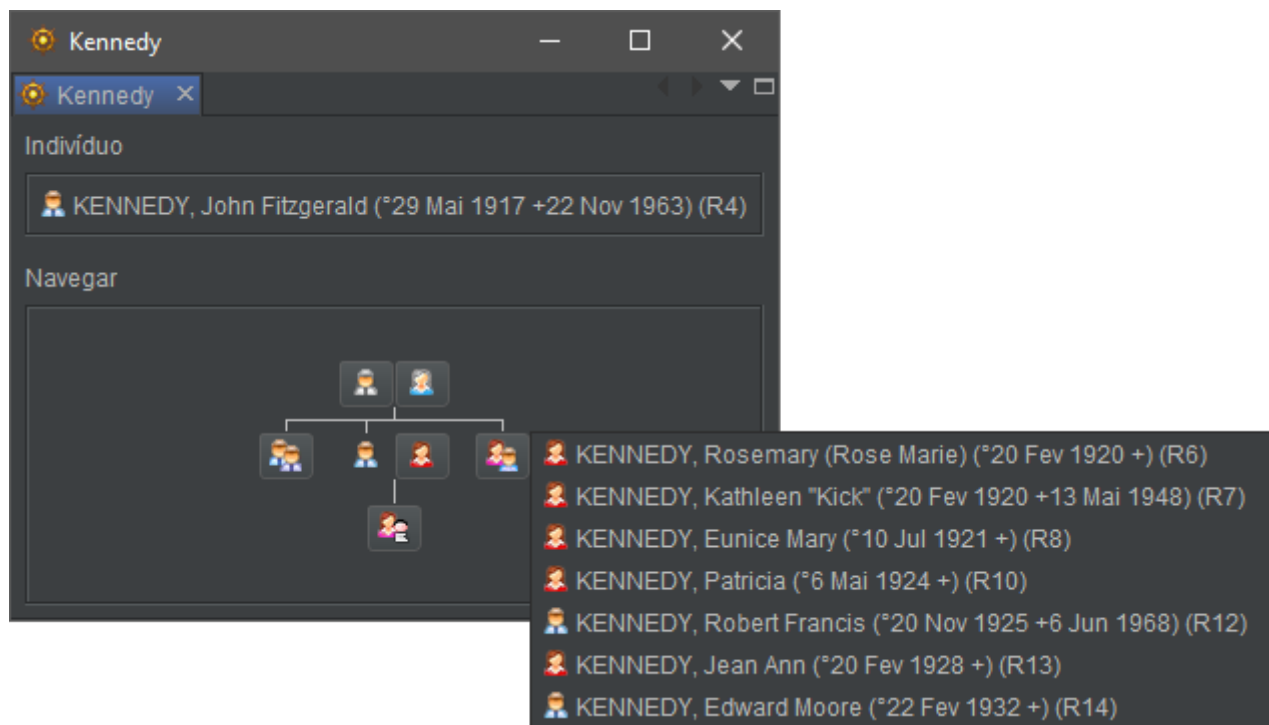 Kennedy
Kennedy
Indivíduo
KENNEDY, John Fitzgerald (°29 Mai 1917 +22 Nov 1963) (R4)
Navegar
KENNEDY, Rosemary (Rose Marie) (°20 Fev 1920 +) (R6)
KENNEDY, Kathleen "Kick" (°20 Fev 1920 +13 Mai 1948) (R7)
KENNEDY, Eunice Mary (°10 Jul 1921 +) (R8)
KENNEDY, Patricia (°6 Mai 1924 +) (R10)
KENNEDY, Robert Francis (°20 Nov 1925 +6 Jun 1968) (R12)
KENNEDY, Jean Ann (°20 Fev 1928 +) (R13)
KENNEDY, Edward Moore (°22 Fev 1932 +) (R14)